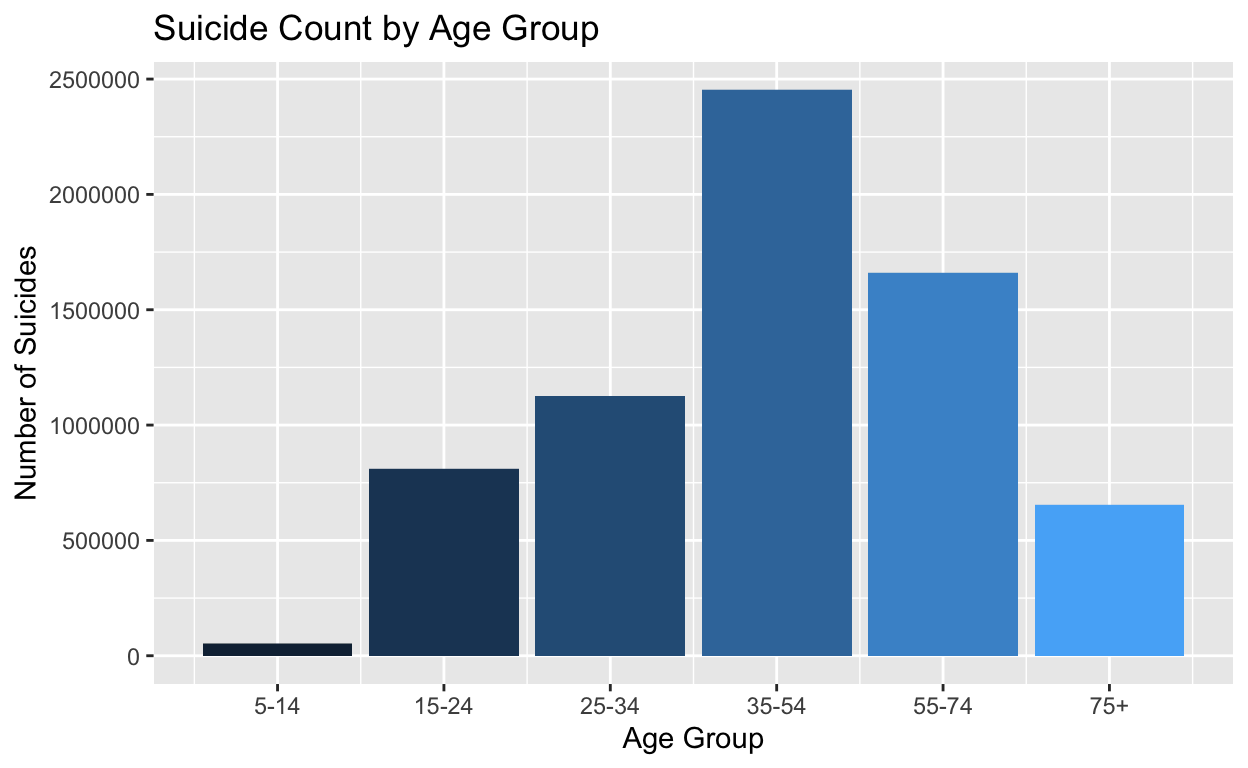 Suicide Count by Age Group
2500000
2000000
1500000
1000000
500000
0
Number of Suicides
5-14 15-24 25-34 35-54 55-74 75+
Age Group